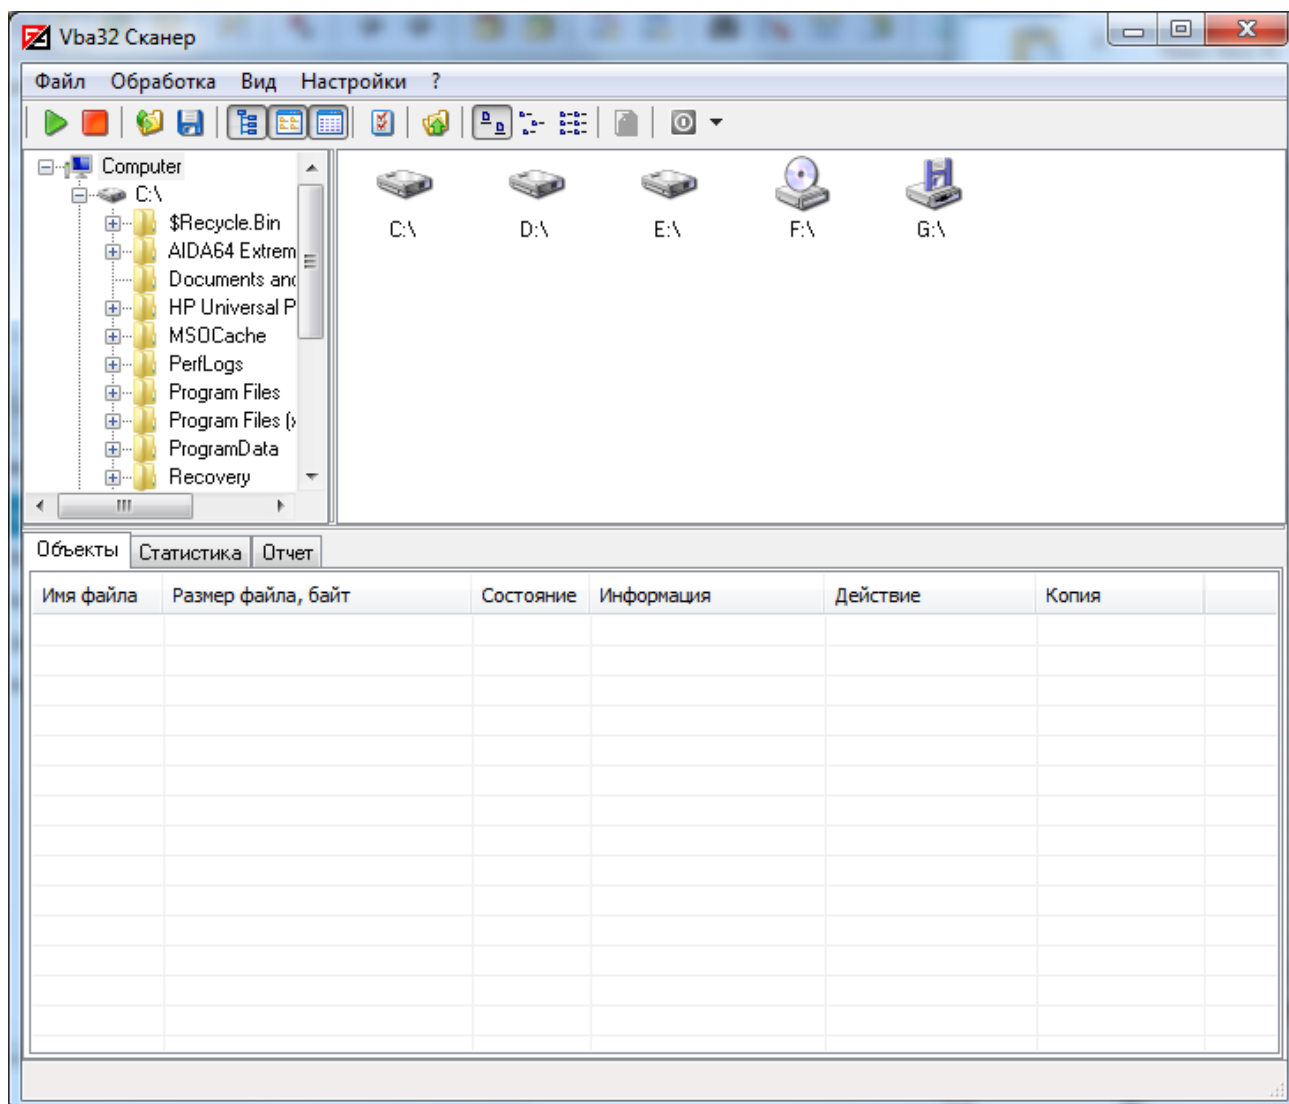 Vba32 Сканер
Файл Обработка Вид Настройки ?
Computer
C:\
$Recycle.Bin
AIDA64 Extrem
Documents and
HP Universal P
MSOCache
PerfLogs
Program Files
Program Files (x
ProgramData
Recovery
C:\ D:\ E:\ F:\ G:\
Объекты Статистика Отчет
Имя файла Размер файла, байт Состояние Информация Действие Копия